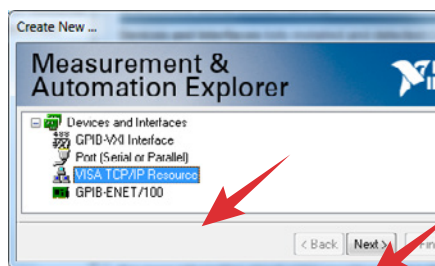 Create New ...
Measurement &
Automation Explorer
Devices and Interfaces
GPIB-VXI Interface
Port (Serial or Parallel)
VISA TCP/IP Resource
GPIB-ENET/100
< Back Next >